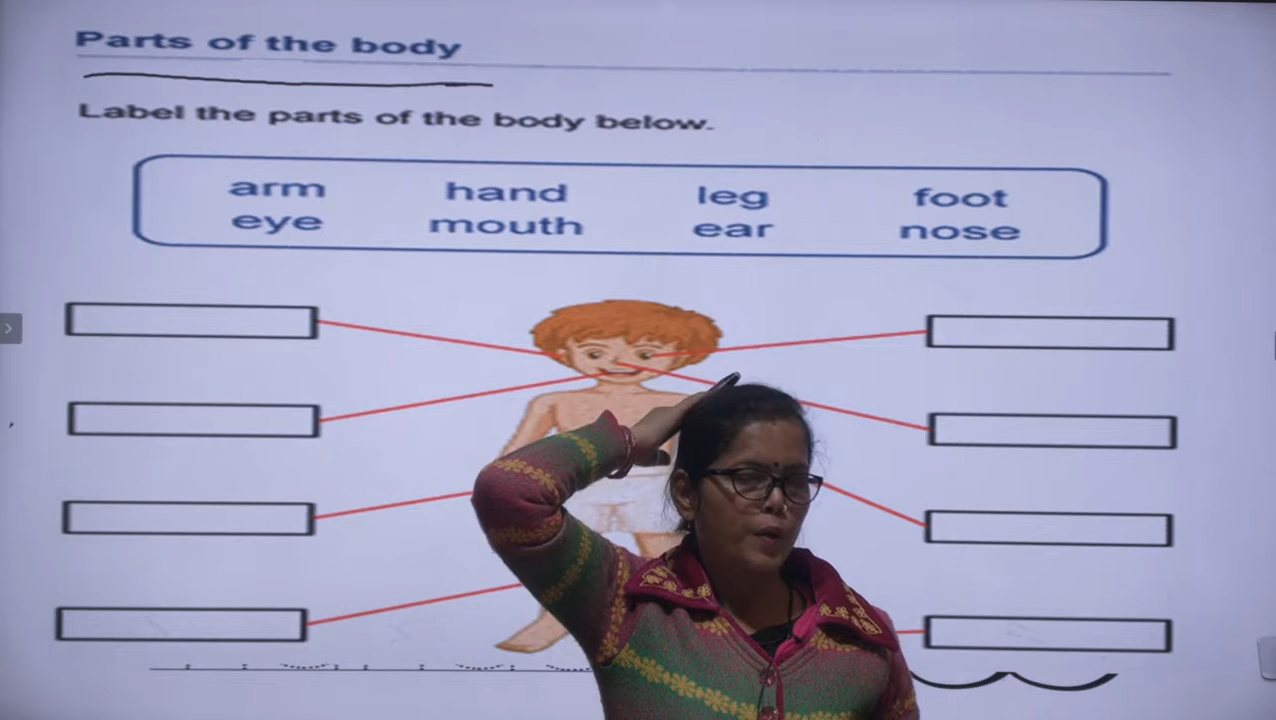 Parts of the body
Label the parts of the body below.
arm hand leg foot
eye mouth ear nose